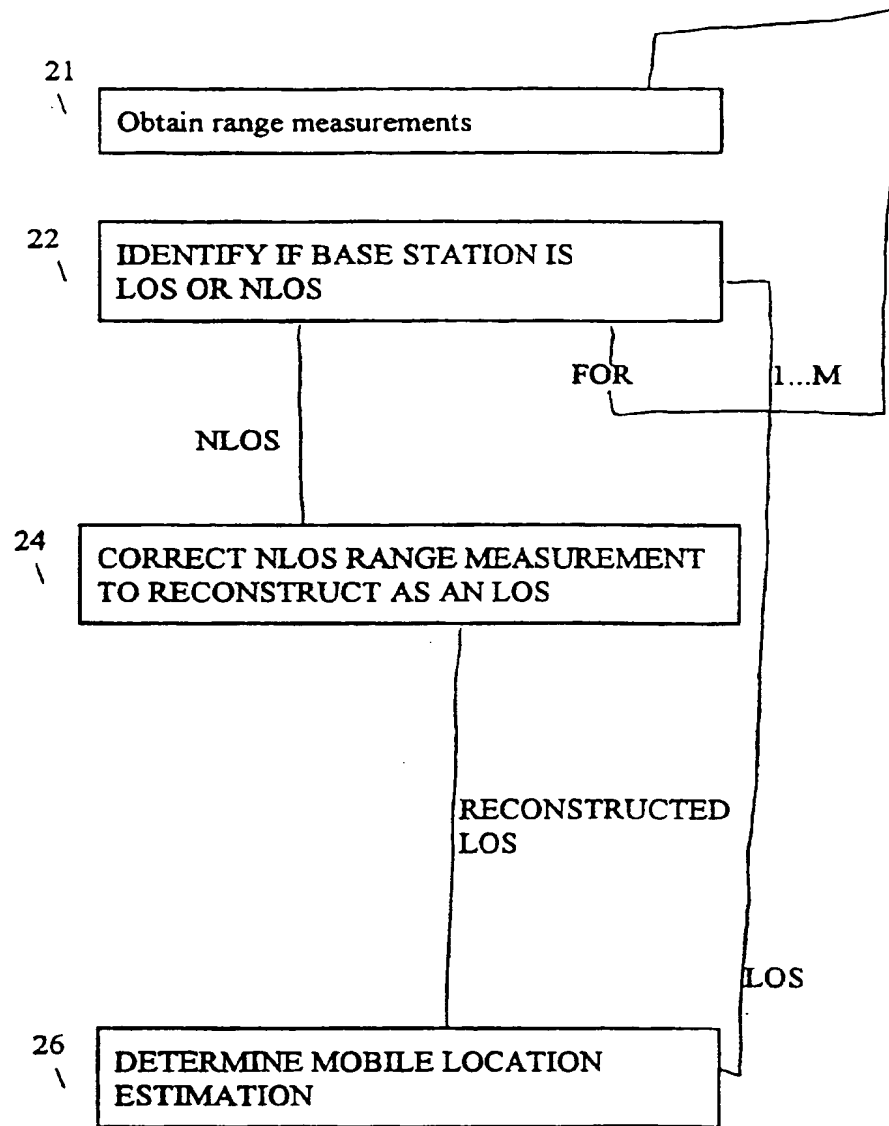 21
Obtain range measurements
22
IDENTIFY IF BASE STATION IS
LOS OR NLOS
FOR 1...M
NLOS
24
CORRECT NLOS RANGE MEASUREMENT
TO RECONSTRUCT AS AN LOS
RECONSTRUCTED
LOS
LOS
26
DETERMINE MOBILE LOCATION
ESTIMATION